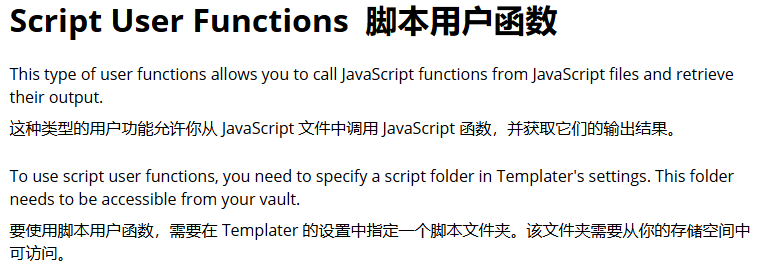 Script User Functions 脚本用户函数
This type of user functions allows you to call JavaScript functions from JavaScript files and retrieve
their output.
这种类型的用户功能允许你从 JavaScript 文件中调用 JavaScript 函数，并获取它们的输出结果。
To use script user functions, you need to specify a script folder in Templater's settings. This folder
needs to be accessible from your vault.
要使用脚本用户函数，需要在 Templater 的设置中指定一个脚本文件夹。该文件夹需要从你的存储空间中
可访问。